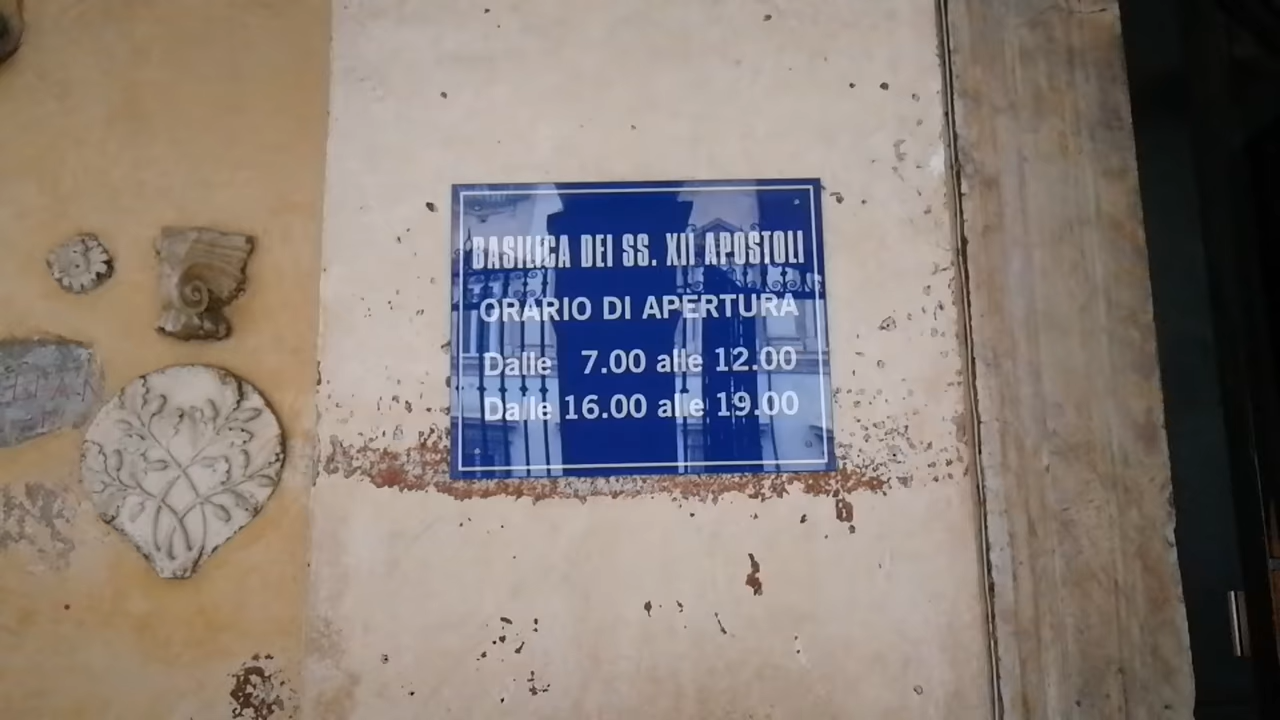 BASILICA DEI SS. XII APOSTOLI
ORARIO DI APERTURA
Dalle 7.00 alle 12.00
Dalle 16.00 alle 19.00